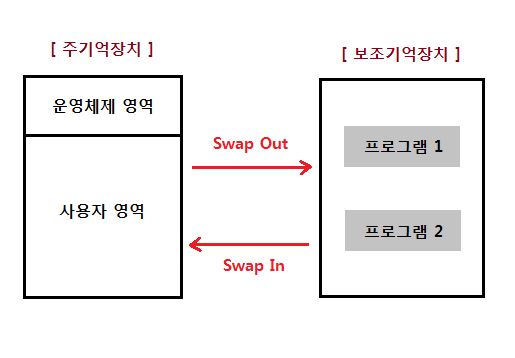 [ 주기억장치 ]
[ 보조기억장치 ]
운영체제 영역
사용자 영역
Swap Out
Swap In
프로그램 1
프로그램 2